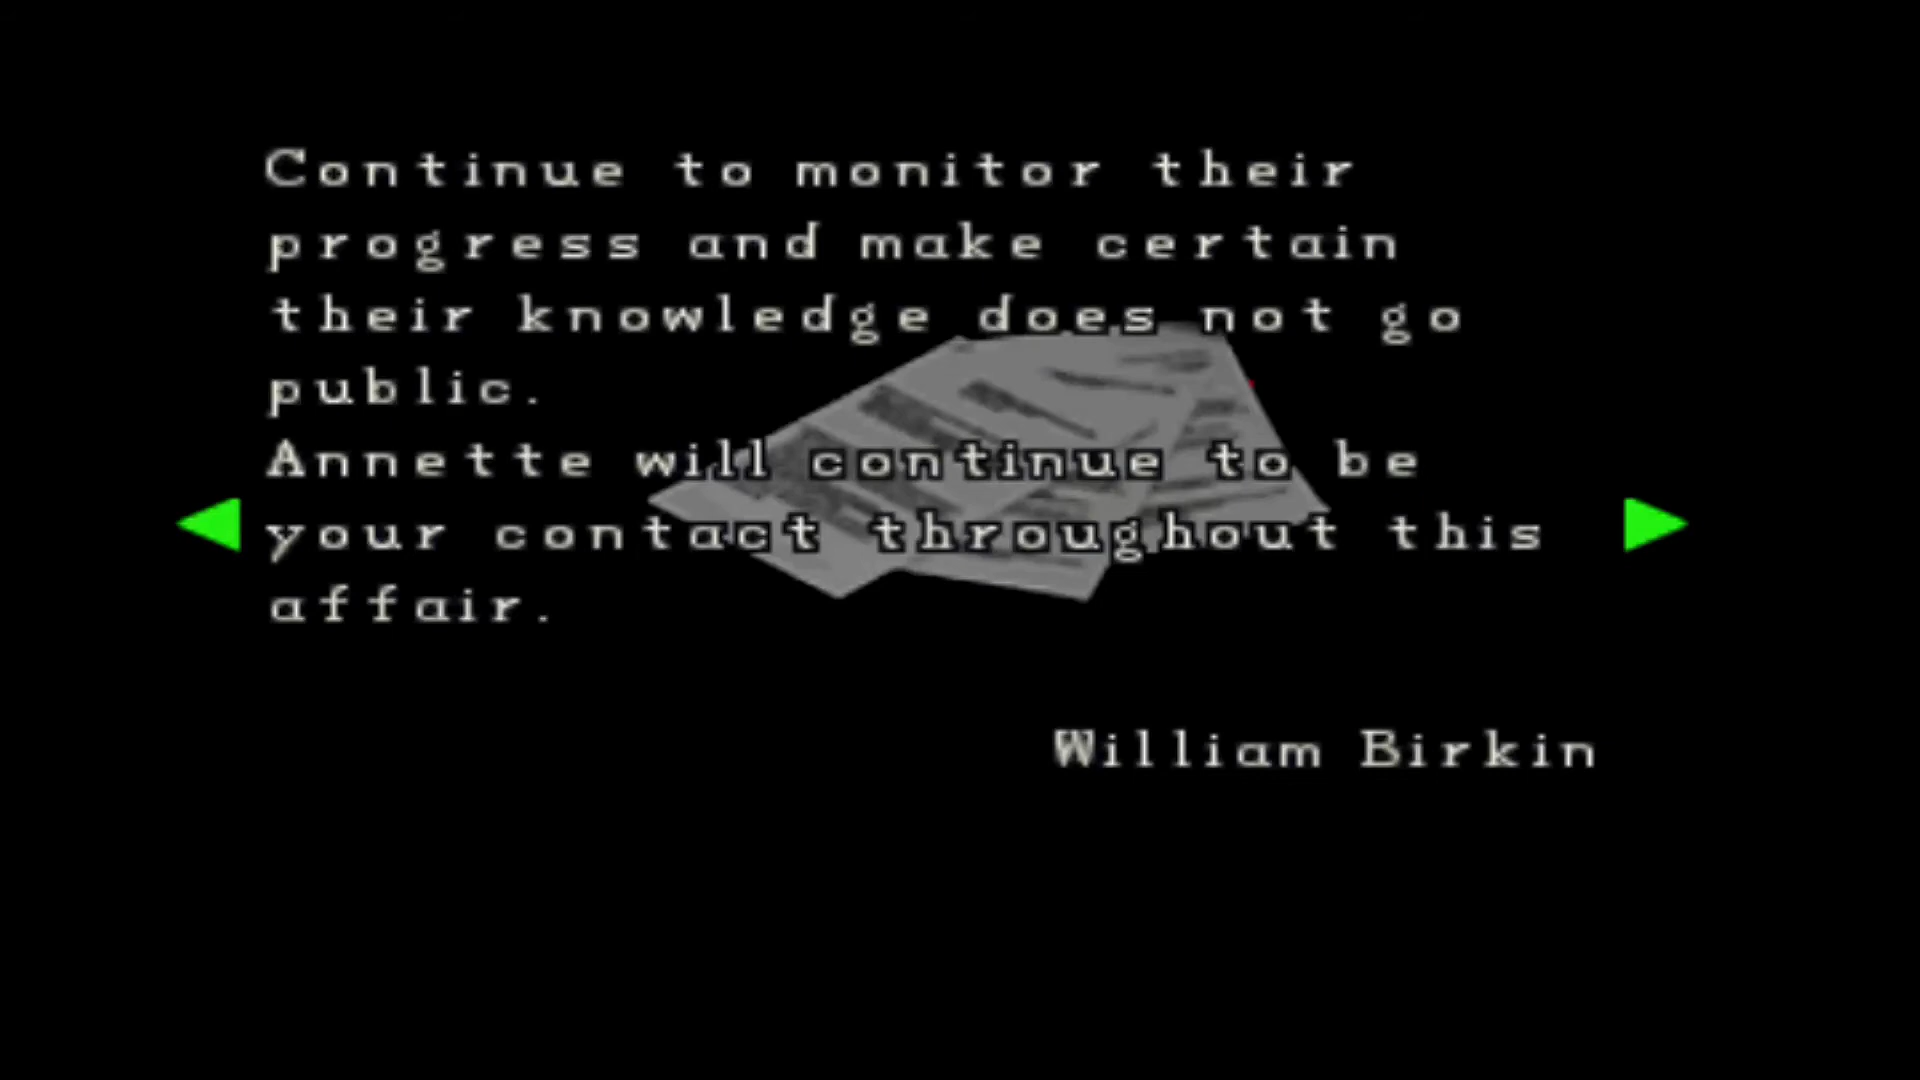 Continue to monitor their
progress and make certain
their knowledge does not go
public.
Annette will continue to be
your contact throughout this
affair.
William Birkin